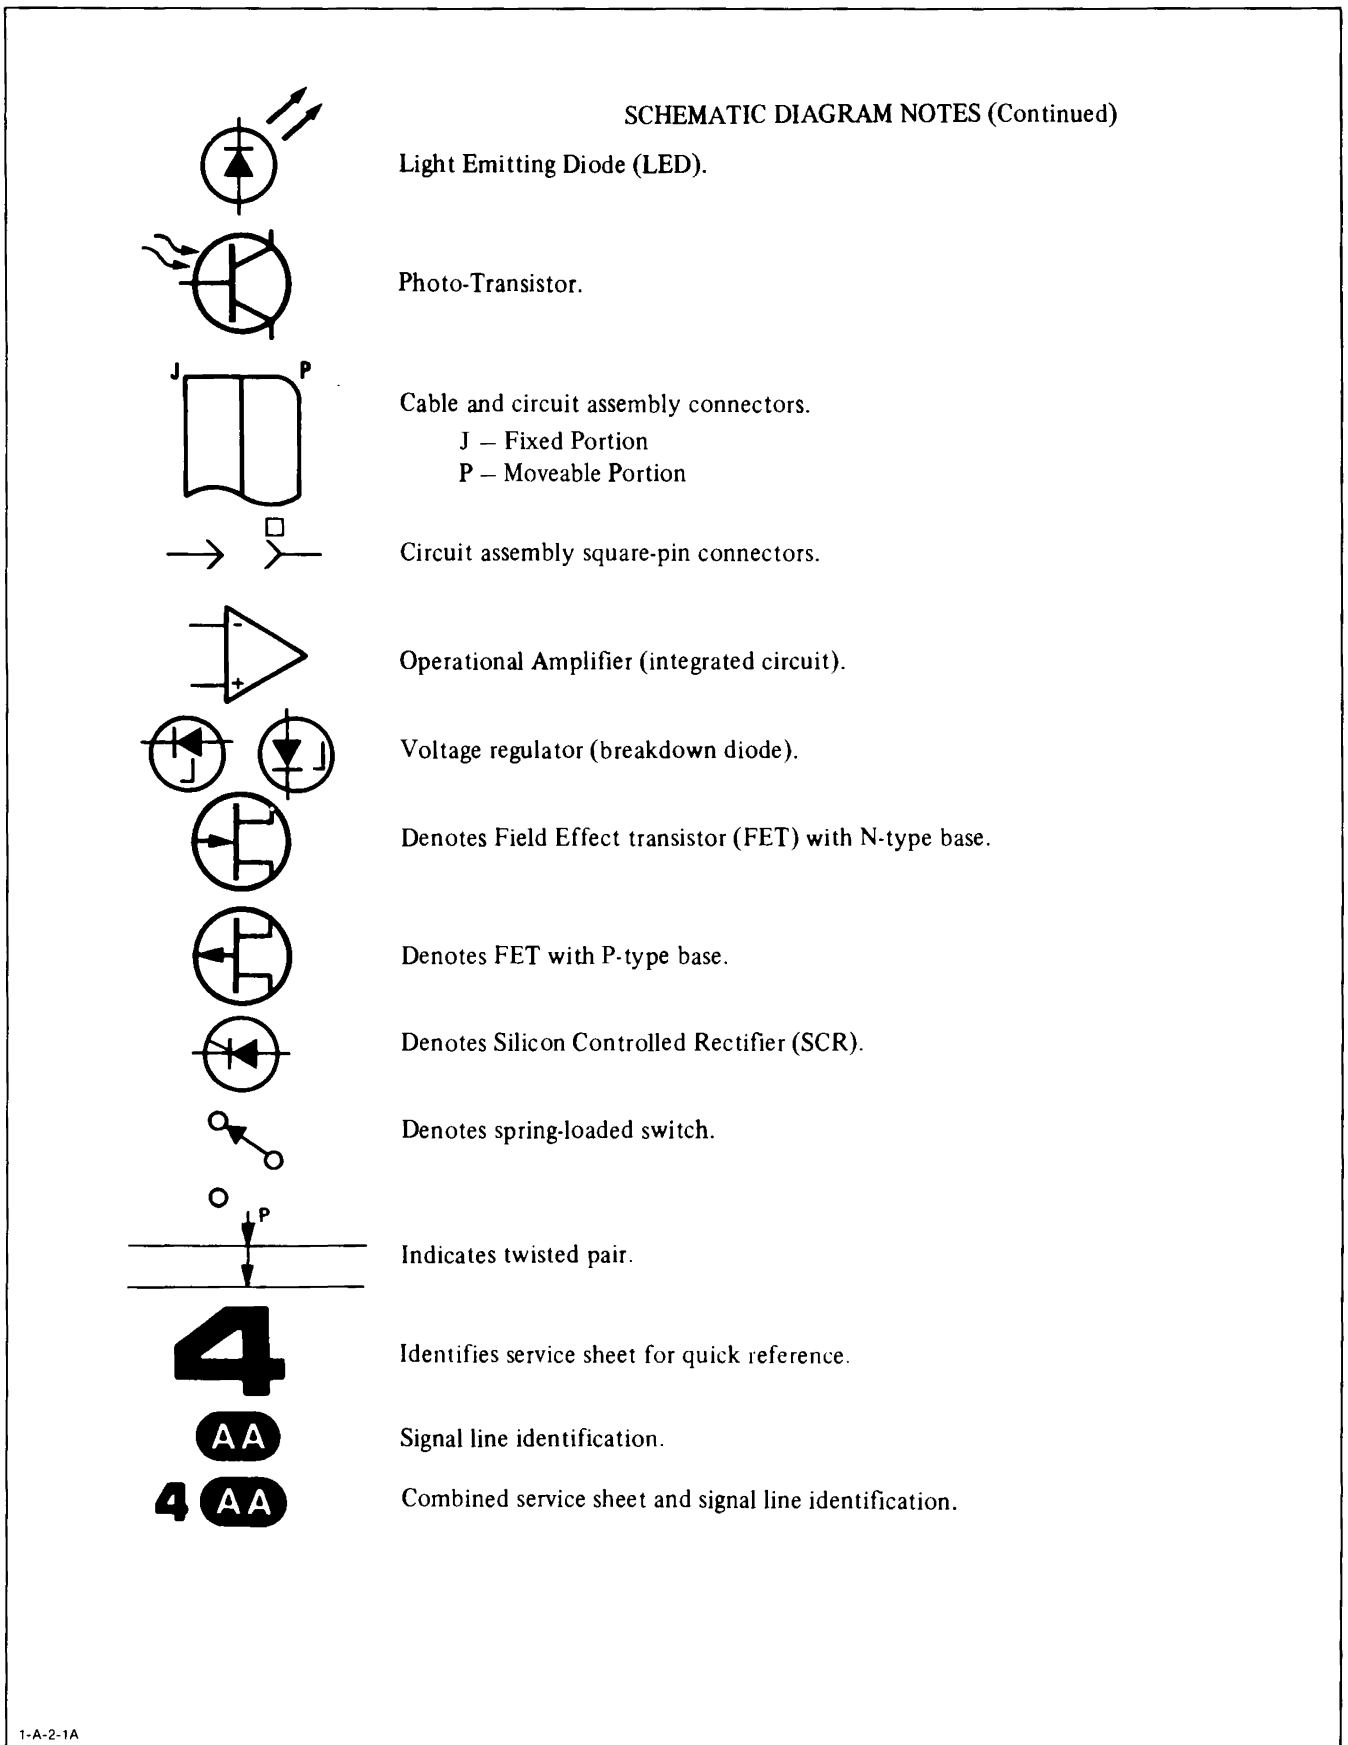 SCHEMATIC DIAGRAM NOTES (Continued)
Light Emitting Diode (LED).
Photo-Transistor.
J P
Cable and circuit assembly connectors.
J – Fixed Portion
P – Moveable Portion
Circuit assembly square-pin connectors.
-
+
Operational Amplifier (integrated circuit).
Voltage regulator (breakdown diode).
Denotes Field Effect transistor (FET) with N-type base.
Denotes FET with P-type base.
Denotes Silicon Controlled Rectifier (SCR).
Denotes spring-loaded switch.
P
Indicates twisted pair.
4
Identifies service sheet for quick reference.
AA
Signal line identification.
4 AA
Combined service sheet and signal line identification.
1-A-2-1A